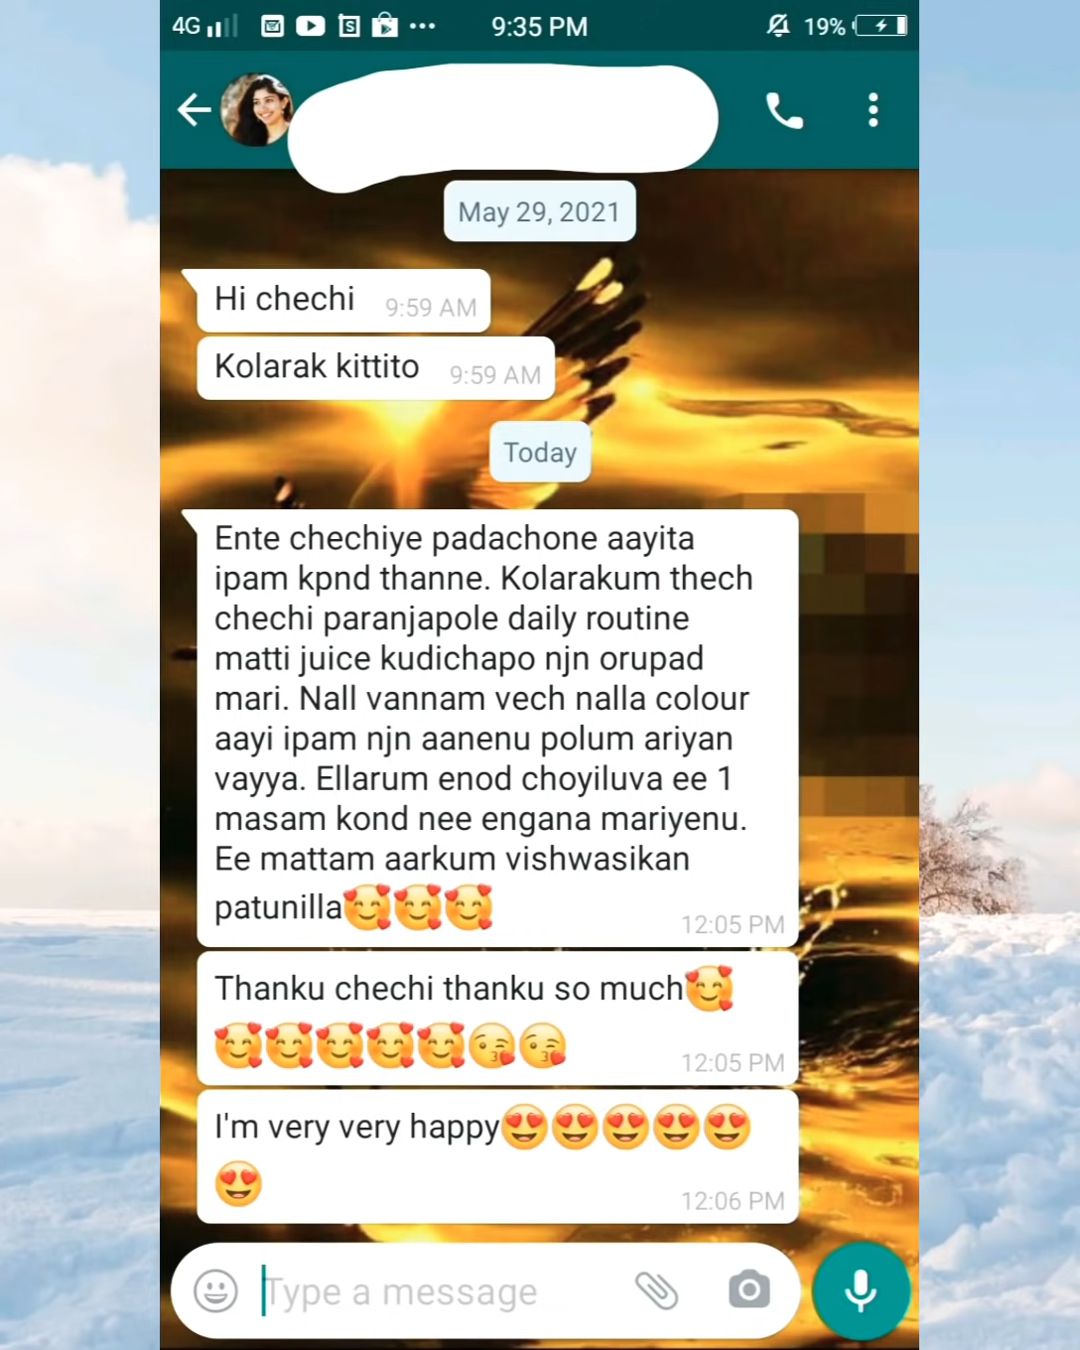 4G 9:35 PM 19%
May 29, 2021
Hi chechi 9:59 AM
Kolarak kittito 9:59 AM
Today
Ente chechiye padachone aayita
ipam kpnd thanne. Kolarakum thech
chechi paranjapole daily routine
matti juice kudichapo njn orupad
mari. Nall vannam vech nalla colour
aayi ipam njn aanenu polum ariyan
vayya. Ellarum enod choyiluva ee 1
masam kond nee engana mariyenu.
Ee mattam aarkum vishwasikan
patunilla🥰🥰🥰 12:05 PM
Thanku chechi thanku so much🥰
🥰🥰🥰🥰🥰😘😘 12:05 PM
I'm very very happy😍😍😍😍😍
😍 12:06 PM
Type a message